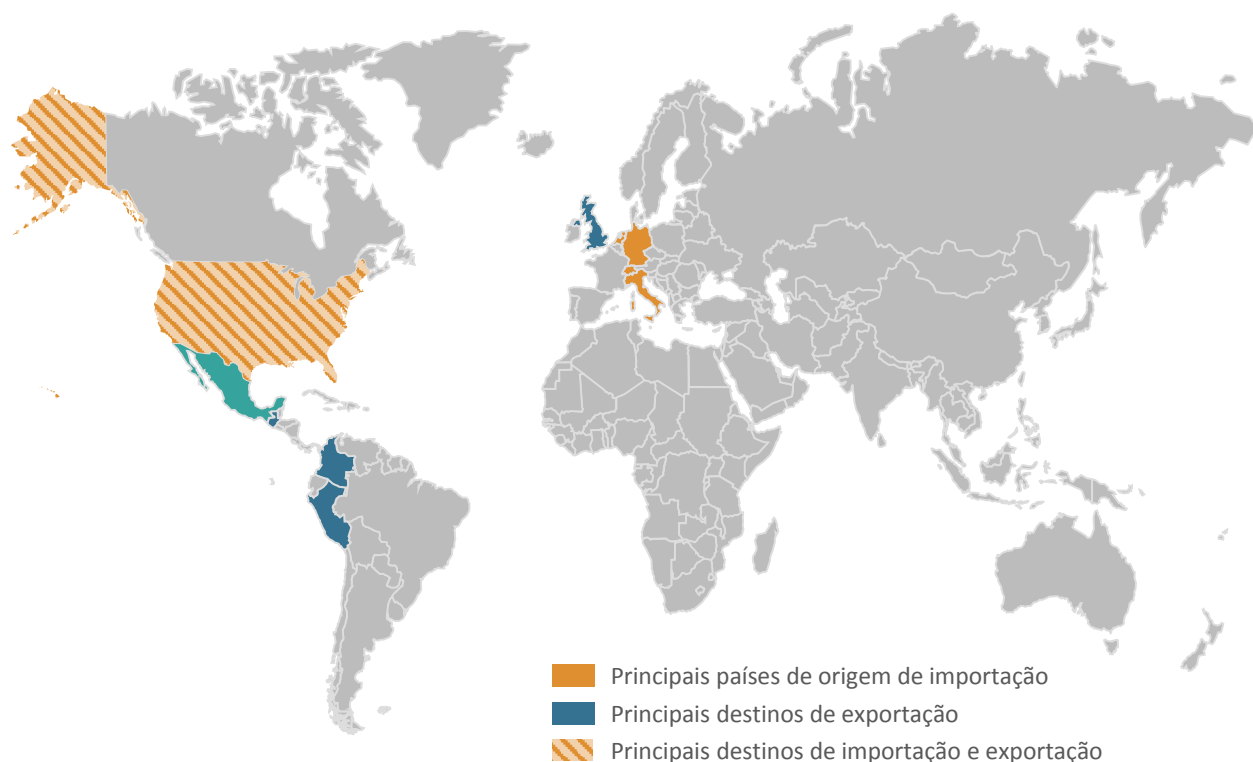 Principais países de origem de importação
Principais destinos de exportação
Principais destinos de importação e exportação